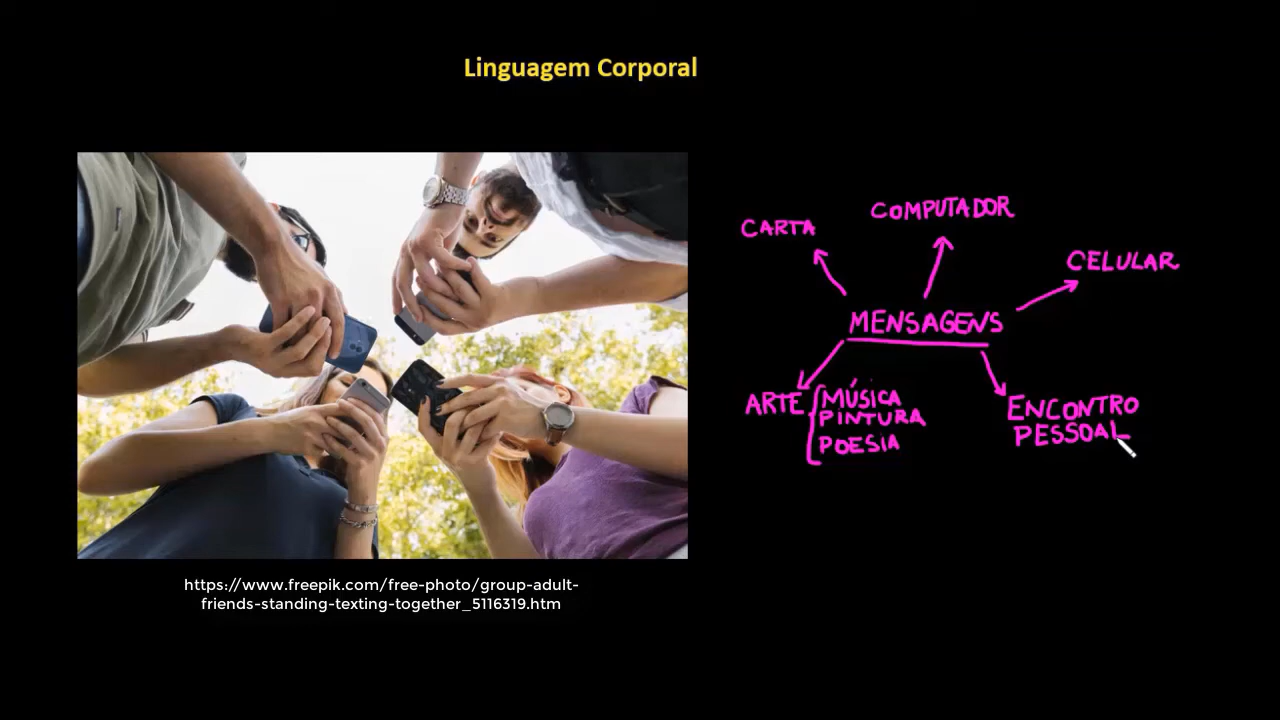 Linguagem Corporal
CARTA
COMPUTADOR
CELULAR
MENSAGENS
ARTE
MÚSICA
PINTURA
POESIA
ENCONTRO
PESSOAL
https://www.freepik.com/free-photo/group-adult-
friends-standing-texting-together_5116319.htm